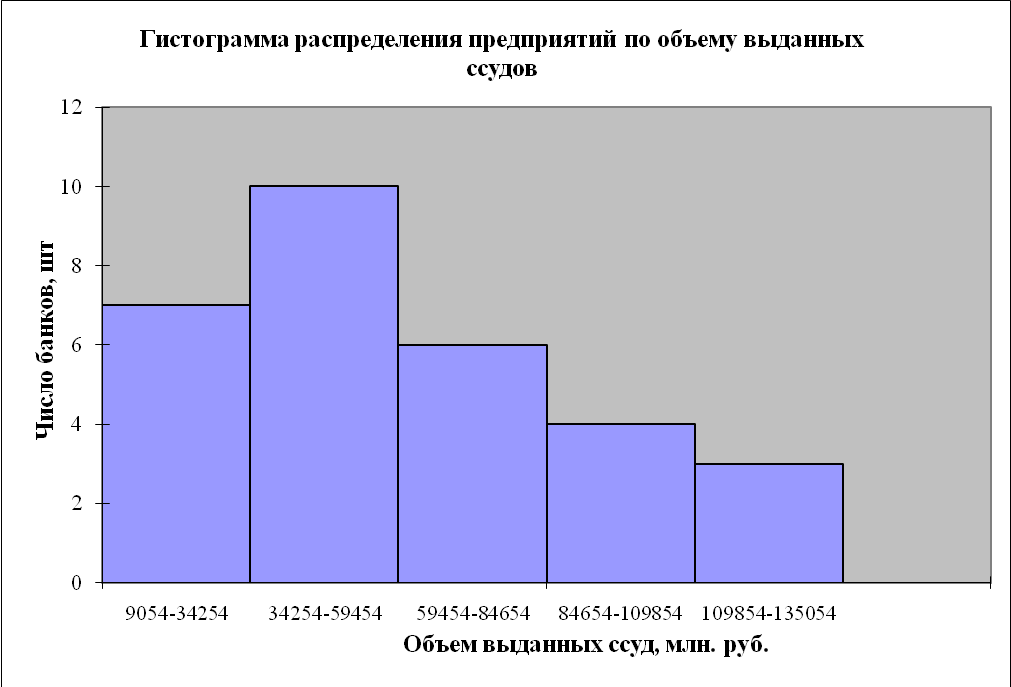 Гистограмма распределения предприятий по объему выданных
ссудов
12
10
8
6
4
2
0
Число банков, шт
9054-34254 34254-59454 59454-84654 84654-109854 109854-135054
Объем выданных ссуд, млн. руб.